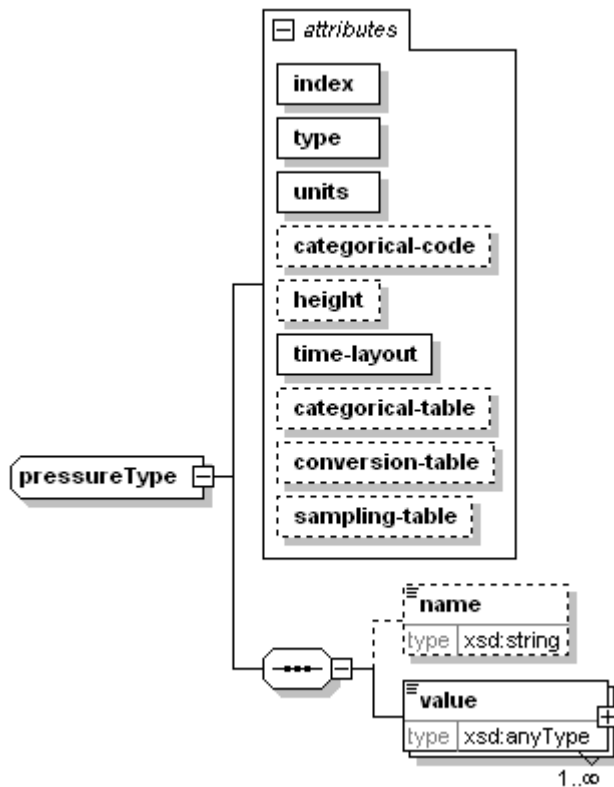 attributes
index
type
units
categorical-code
height
time-layout
categorical-table
conversion-table
sampling-table
pressureType
name
type xsd:string
value
type xsd:anyType
1..∞